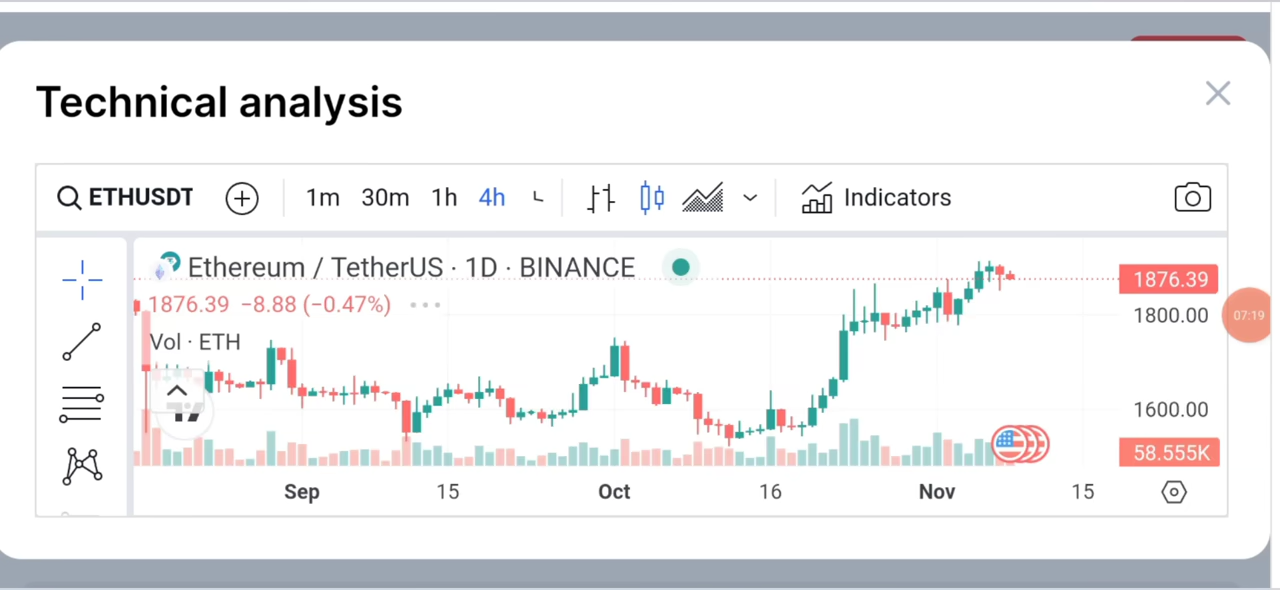 Technical analysis
ETHUSDT 1m 30m 1h 4h Indicators
Ethereum / TetherUS · 1D · BINANCE
1876.39 −8.88 (−0.47%)
1876.39
1800.00
07:19
Vol · ETH
1600.00
58.555K
Sep 15 Oct 16 Nov 15